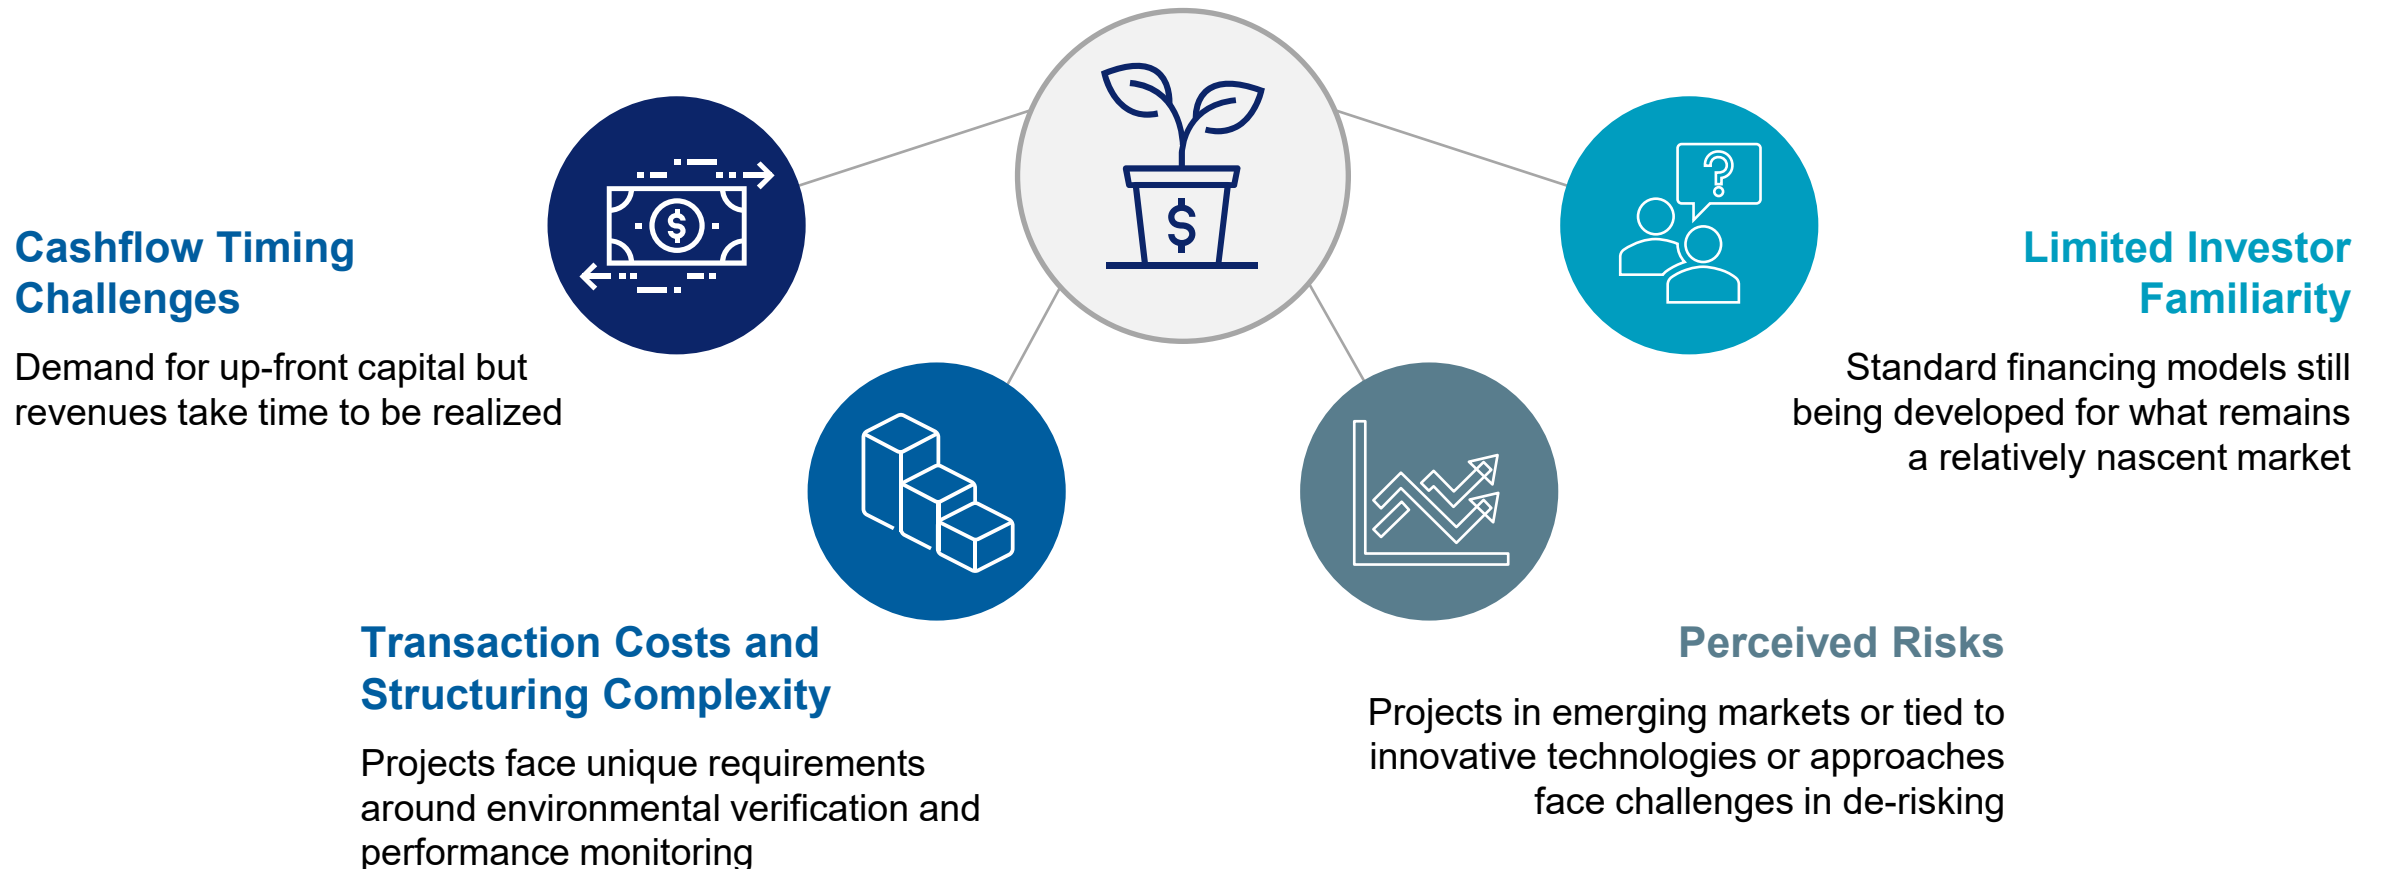 Cashflow Timing
Challenges
Demand for up-front capital but
revenues take time to be realized
Transaction Costs and
Structuring Complexity
Projects face unique requirements
around environmental verification and
performance monitoring
$
$
?
Perceived Risks
Projects in emerging markets or tied to
innovative technologies or approaches
face challenges in de-risking
Limited Investor
Familiarity
Standard financing models still
being developed for what remains
a relatively nascent market